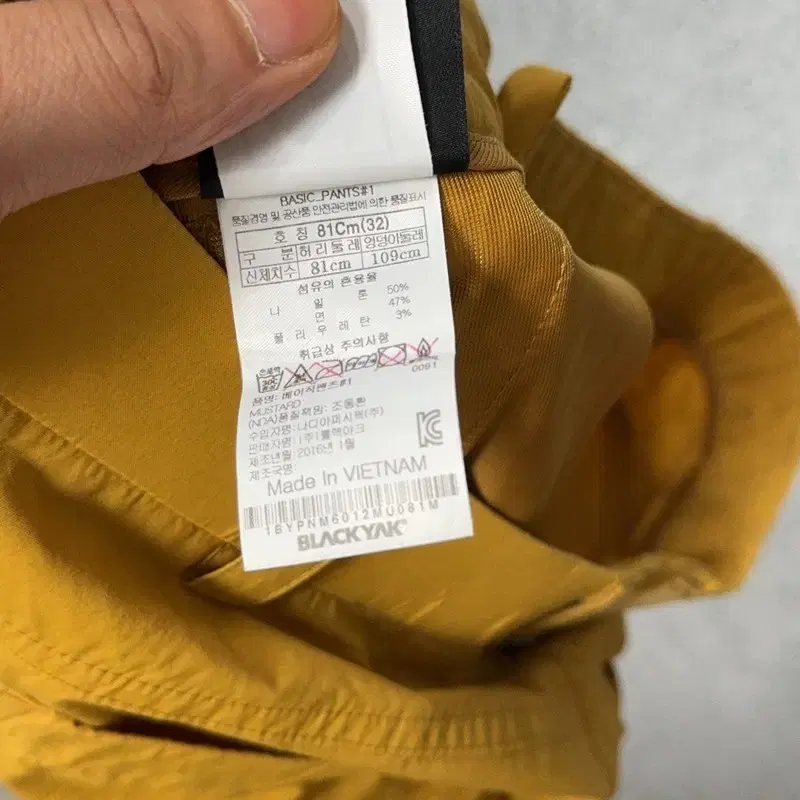 BASIC_PANTS#1
품질경영 및 공산품 안전관리법에 의한 품질표시
호 칭 81Cm(32)
구 분 허리둘레 엉덩이둘레
신체치수 81cm 109cm
섬유의 혼용율
나 일 론 50%
면 47%
폴 리 우 레 탄 3%
취급상 주의사항
0091
품명: 베이직팬츠#1
MUSTARD
(NDA)품질책임: 조동환
수입자명: 나디아퍼시픽(주)
판매자명: (주)블랙야크
제조년월: 2016년 1월
제조국명:
Made In VIETNAM
1BYPNM6012MU081M
BLACKYAK